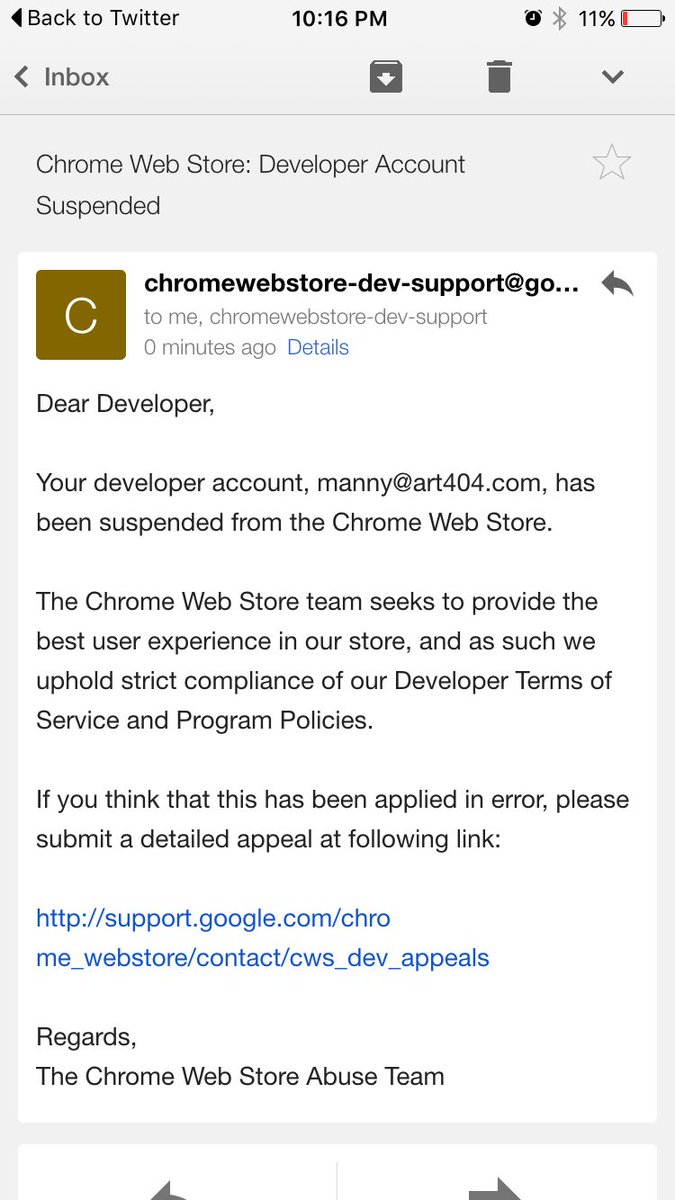 Back to Twitter 10:16 PM 11%
Inbox
Chrome Web Store: Developer Account
Suspended
C
chromewebstore-dev-support@go...
to me, chromewebstore-dev-support
0 minutes ago Details
Dear Developer,
Your developer account, manny@art404.com, has
been suspended from the Chrome Web Store.
The Chrome Web Store team seeks to provide the
best user experience in our store, and as such we
uphold strict compliance of our Developer Terms of
Service and Program Policies.
If you think that this has been applied in error, please
submit a detailed appeal at following link:
http://support.google.com/chro
me_webstore/contact/cws_dev_appeals
Regards,
The Chrome Web Store Abuse Team